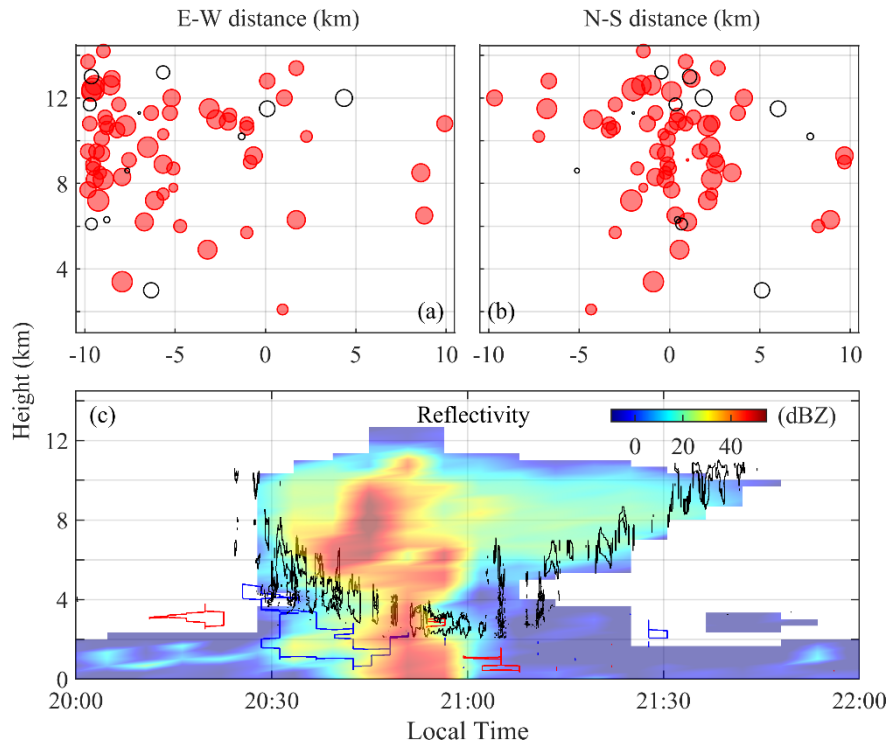 E-W distance (km) N-S distance (km)
12
8
4
(a) (b)
-10 -5 0 5 10 -10 -5 0 5 10
Height (km)
(c) Reflectivity (dBZ)
0 20 40
12
8
4
0
20:00 20:30 21:00 21:30 22:00
Local Time